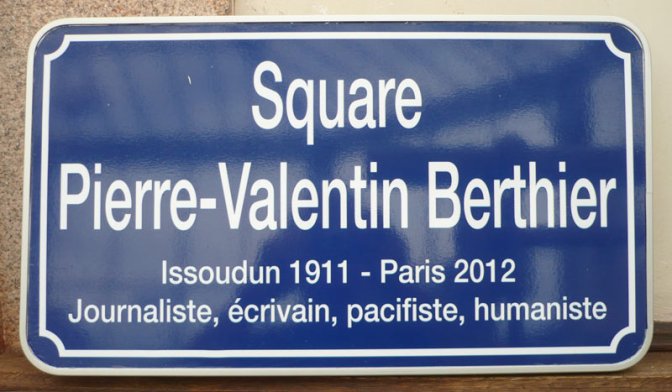 Square
Pierre-Valentin Berthier
Issoudun 1911 - Paris 2012
Journaliste, écrivain, pacifiste, humaniste